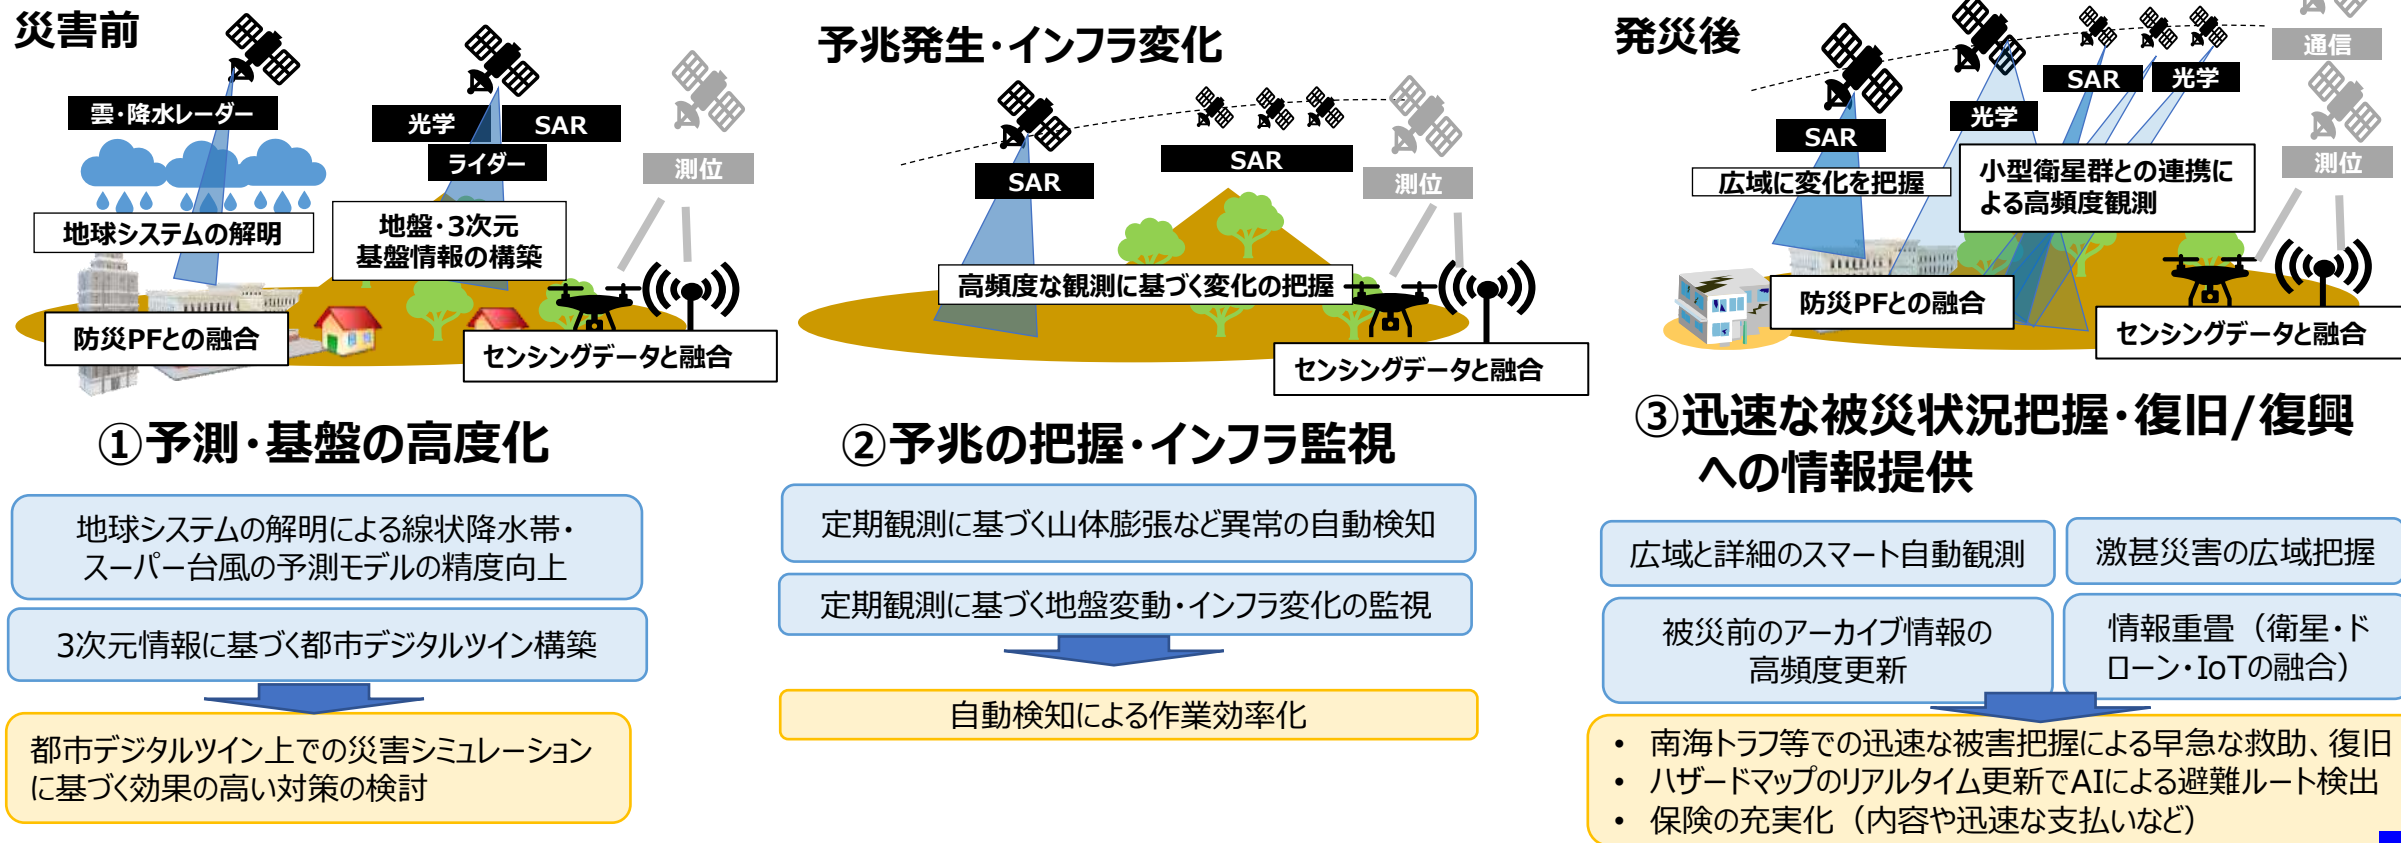 災害前
雲・降水レーダー
光学
SAR
ライダー
測位
地球システムの解明
地盤・3次元
基盤情報の構築
防災PFとの融合
センシングデータと融合
①予測・基盤の高度化
地球システムの解明による線状降水帯・
スーパー台風の予測モデルの精度向上
3次元情報に基づく都市デジタルツイン構築
都市デジタルツイン上での災害シミュレーション
に基づく効果の高い対策の検討
予兆発生・インフラ変化
SAR
SAR
測位
高頻度な観測に基づく変化の把握
センシングデータと融合
②予兆の把握・インフラ監視
定期観測に基づく山体膨張など異常の自動検知
定期観測に基づく地盤変動・インフラ変化の監視
自動検知による作業効率化
発災後
通信
SAR
光学
光学
SAR
測位
広域に変化を把握
小型衛星群との連携に
よる高頻度観測
防災PFとの融合
センシングデータと融合
③迅速な被災状況把握・復旧/復興
への情報提供
広域と詳細のスマート自動観測
激甚災害の広域把握
被災前のアーカイブ情報の
高頻度更新
情報重畳（衛星・ド
ローン・IoTの融合）
• 南海トラフ等での迅速な被害把握による早急な救助、復旧
• ハザードマップのリアルタイム更新でAIによる避難ルート検出
• 保険の充実化（内容や迅速な支払いなど）